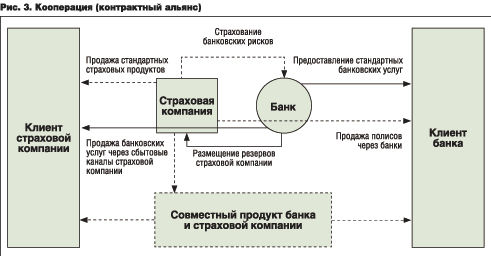 Рис. 3. Кооперация (контрактный альянс)
Страхование
банковских рисков
Продажа стандартных
страховых продуктов
Предоставление стандартных
банковских услуг
Страховая
компания
Банк
Клиент
страховой
компании
Клиент
банка
Продажа банковских
услуг через сбытовые
каналы страховой
компании
Размещение резервов
страховой компании
Продажа полисов
через банки
Совместный продукт банка
и страховой компании